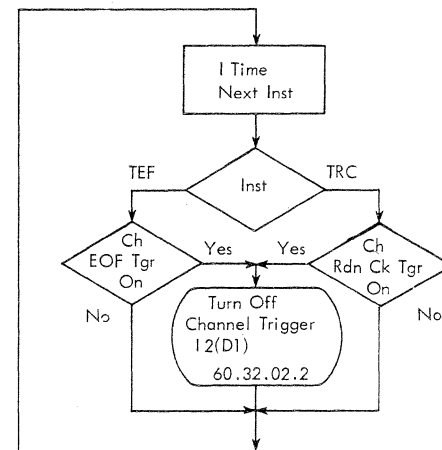 I Time
Next Inst
TEF
Inst
TRC
Ch
EOF Tgr
On
Yes
Yes
Ch
Rdn Ck Tgr
On
No
Turn Off
Channel Trigger
I2(D1)
60.32.02.2
No